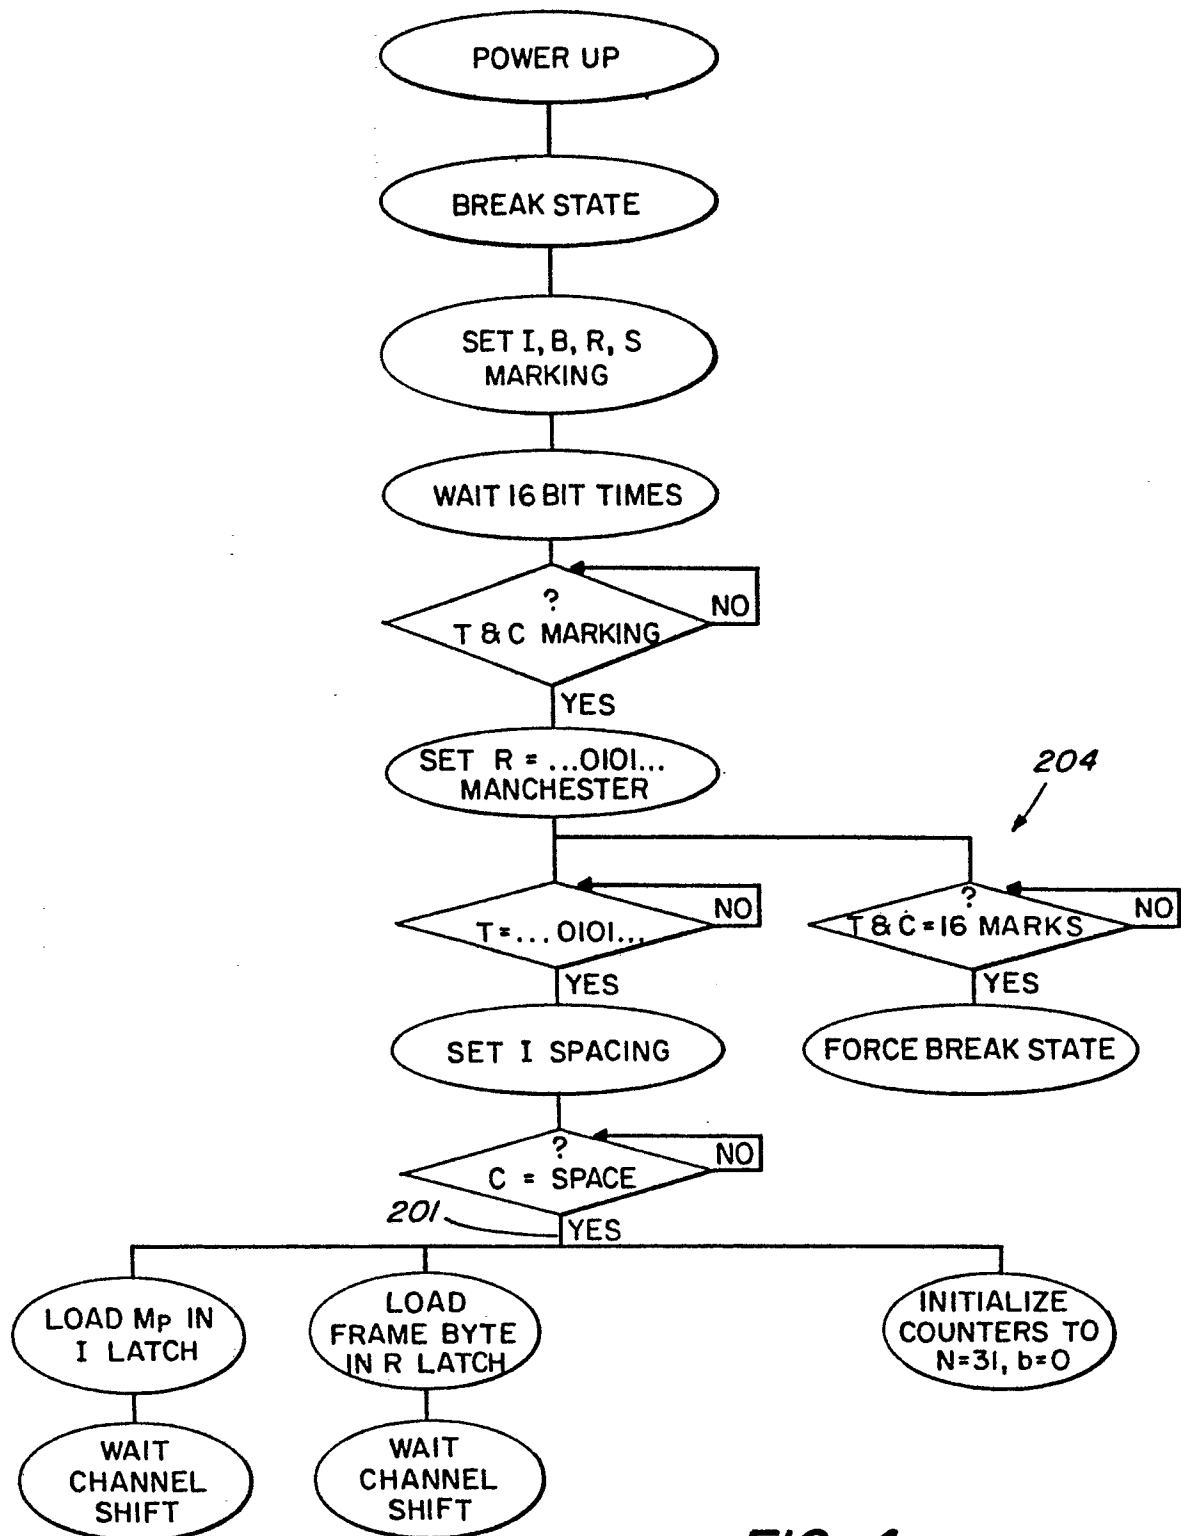 POWER UP
BREAK STATE
SET I, B, R, S
MARKING
WAIT 16 BIT TIMES
?
T & C MARKING
NO
YES
SET R = ...0101...
MANCHESTER
204
T = ...0101...
NO
?
T & C = 16 MARKS
NO
YES
YES
SET I SPACING
FORCE BREAK STATE
?
C = SPACE
NO
201
YES
LOAD Mp IN
I LATCH
LOAD
FRAME BYTE
IN R LATCH
INITIALIZE
COUNTERS TO
N=31, b=0
WAIT
CHANNEL
SHIFT
WAIT
CHANNEL
SHIFT